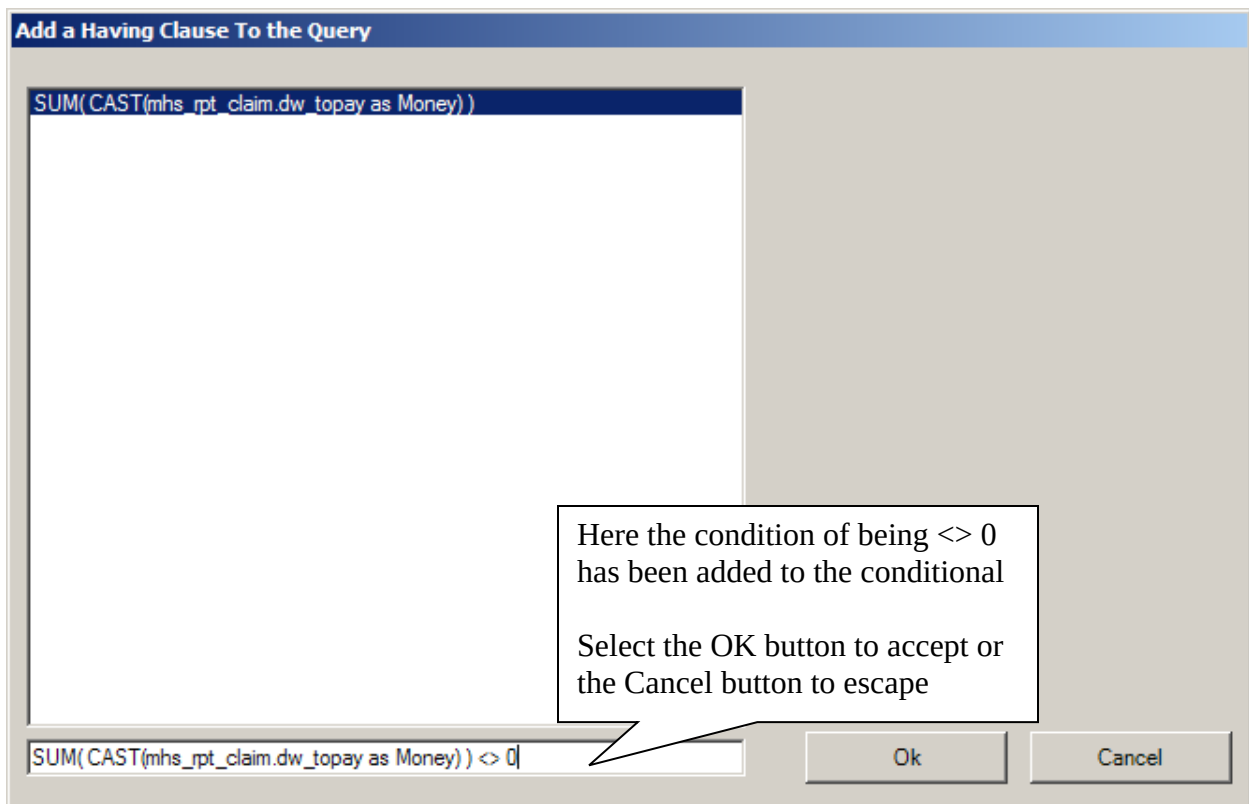 Add a Having Clause To the Query
SUM( CAST(mhs_rpt_claim.dw_topay as Money) )
Here the condition of being <> 0
has been added to the conditional
Select the OK button to accept or
the Cancel button to escape
SUM( CAST(mhs_rpt_claim.dw_topay as Money) ) <> 0
Ok
Cancel